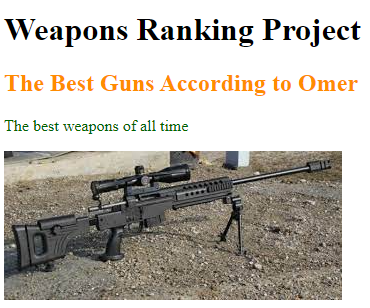 Weapons Ranking Project
The Best Guns According to Omer
The best weapons of all time